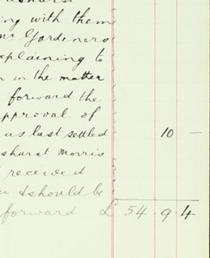 ing with them
Gardeners
explaining to
in the matter
forward the
approval of
as last settled 10 —
shurst Morris
received
I should be
forward £ 54 . 9 . 4